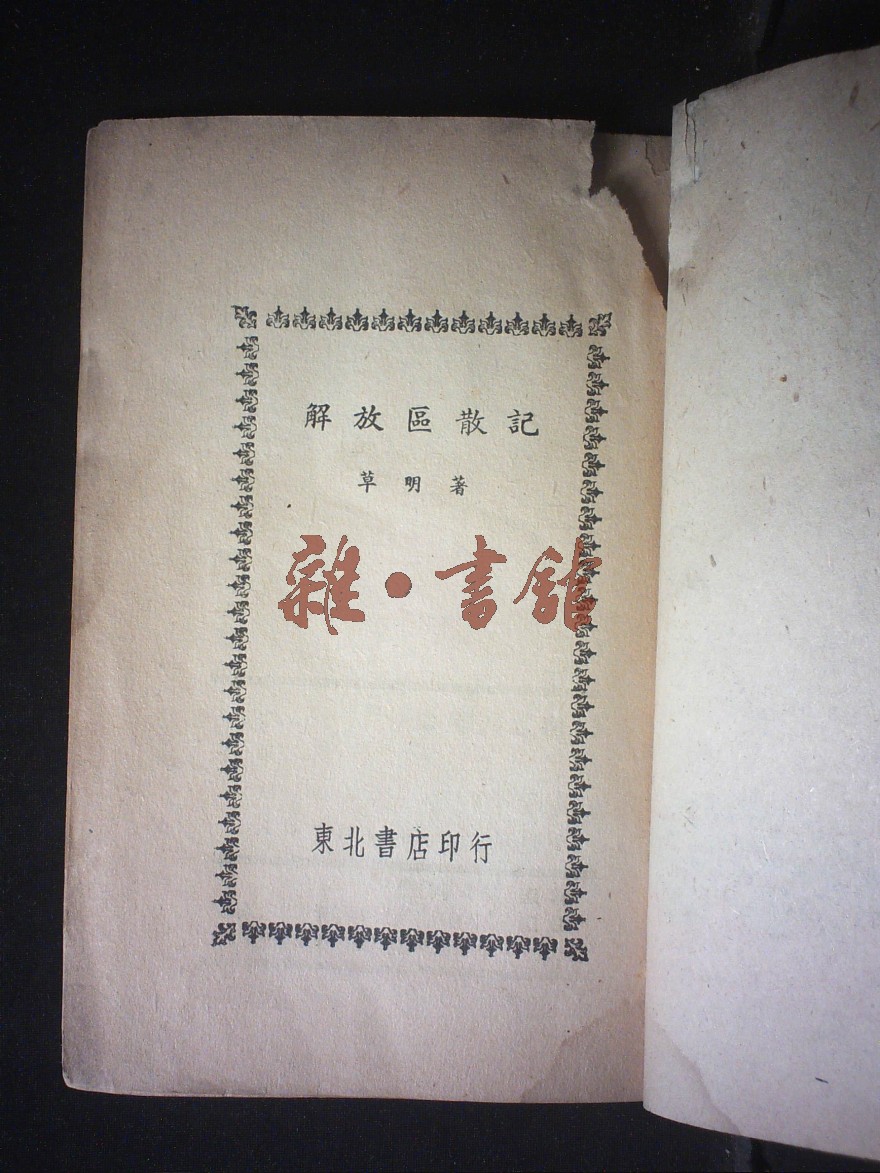 解放區散記
草明著
雜·書館
東北書店印行